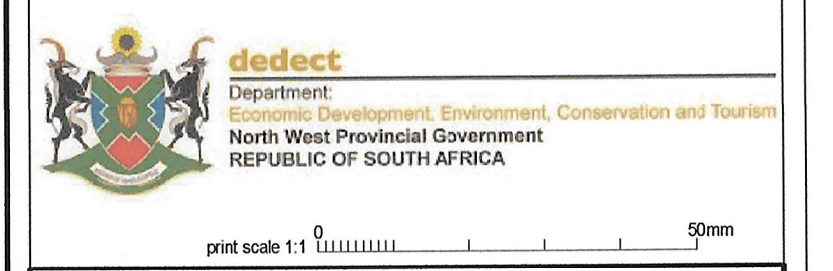 dedect
Department:
Economic Development, Environment, Conservation and Tourism
North West Provincial Government
REPUBLIC OF SOUTH AFRICA
0 50mm
print scale 1:1